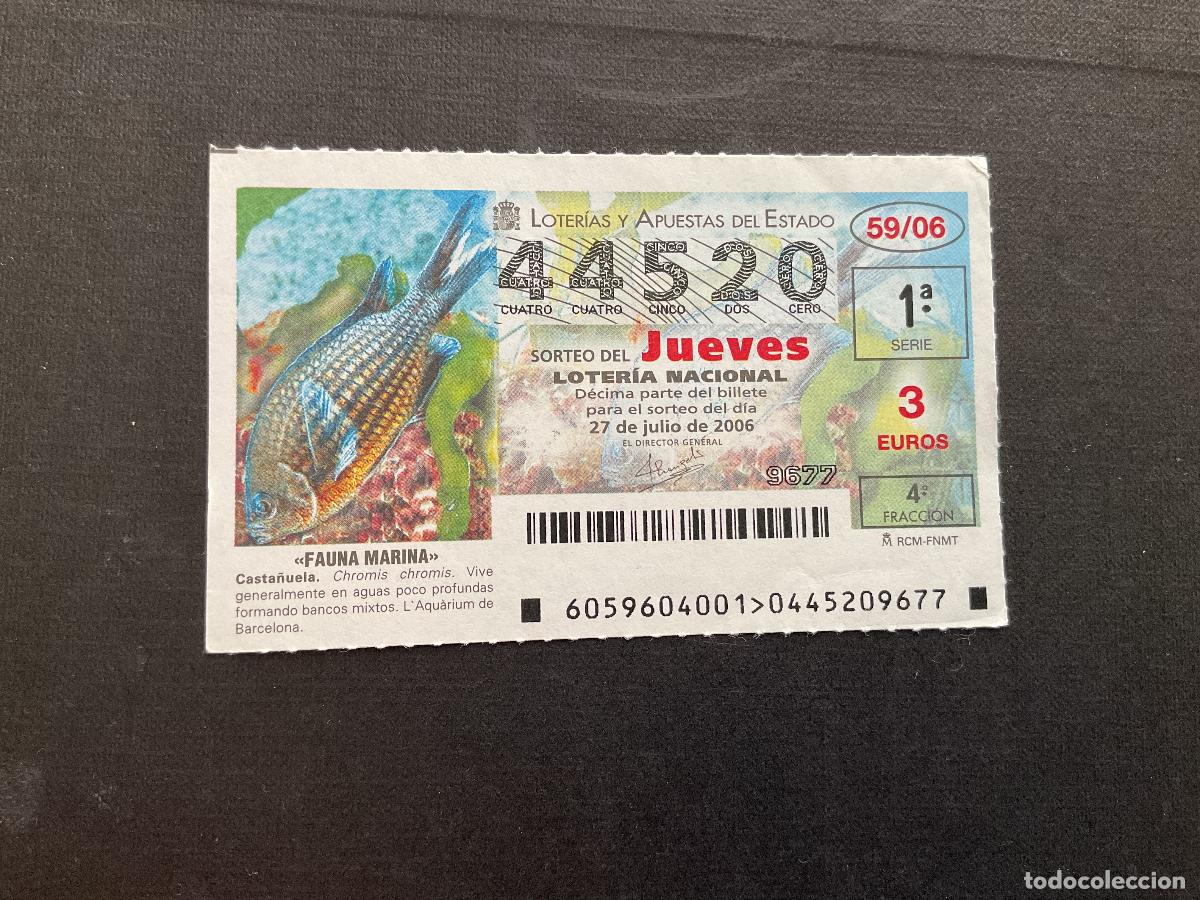 LOTERÍAS Y APUESTAS DEL ESTADO
59/06
44520
CUATRO CUATRO CINCO DOS CERO
1ª
SERIE
SORTEO DEL Jueves
LOTERÍA NACIONAL
Décima parte del billete
para el sorteo del día
27 de julio de 2006
EL DIRECTOR GENERAL
3
EUROS
9677
4ª
FRACCIÓN
M RCM-FNMT
«FAUNA MARINA»
Castañuela. Chromis chromis. Vive
generalmente en aguas poco profundas
formando bancos mixtos. L`Aquàrium de
Barcelona.
6059604001>0445209677
todocoleccion